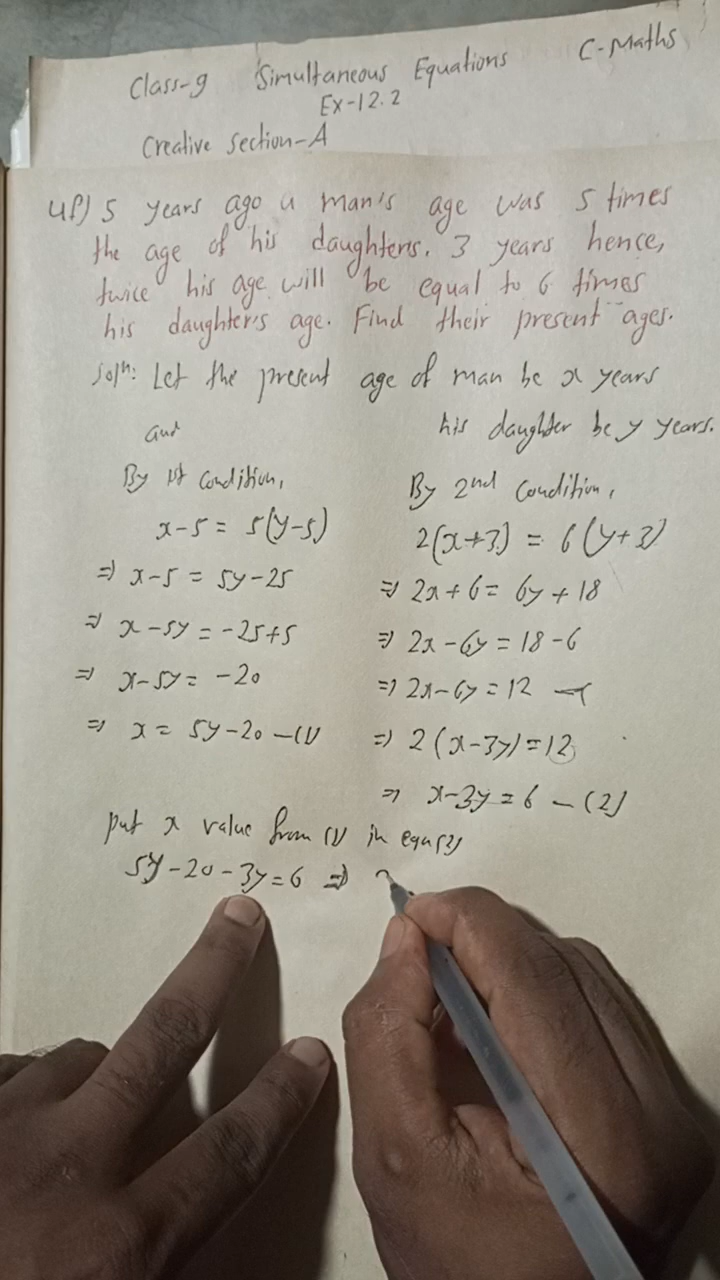 Class-9 Simultaneous Equations C-Maths
Ex-12.2
Creative section-A
4f) 5 years ago a man's age was 5 times
the age of his daughters. 3 years hence,
twice his age will be equal to 6 times
his daughter's age. Find their present ages.
Solⁿ: Let the present age of man be x years
and his daughter be y years.
By 1st condition,
x-5 = 5(y-5)
⇒ x-5 = 5y-25
⇒ x-5y = -25+5
⇒ x-5y = -20
⇒ x = 5y-20 -(1)
By 2nd condition,
2(x+3) = 6(y+3)
⇒ 2x+6 = 6y+18
⇒ 2x-6y = 18-6
⇒ 2x-6y = 12
⇒ 2(x-3y) = 12
⇒ x-3y = 6 -(2)
put x value from (1) in equ(2)
5y-20-3y=6 ⇒